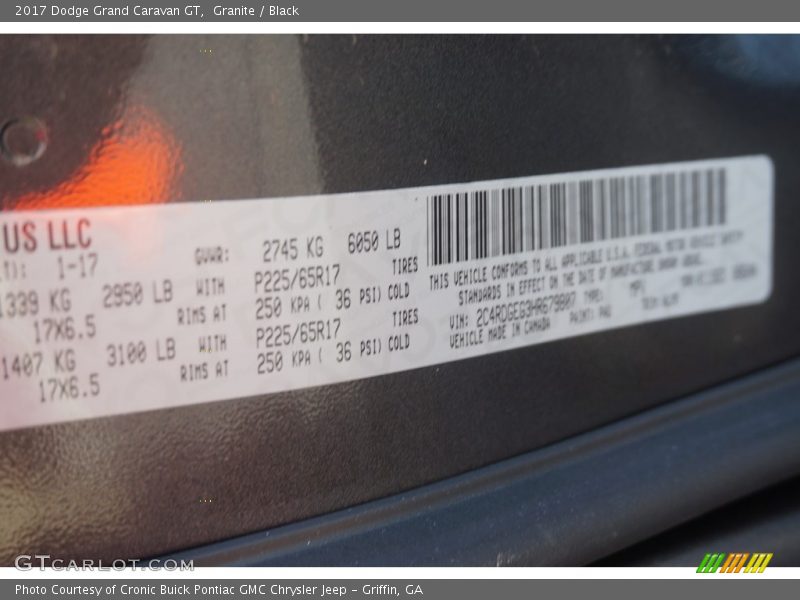 2017 Dodge Grand Caravan GT,  Granite / Black
US LLC
1-17 GVWR: 2745 KG 6050 LB
1339 KG 2950 LB WITH P225/65R17 TIRES
17X6.5 RIMS AT 250 KPA ( 36 PSI) COLD
1407 KG 3100 LB WITH P225/65R17 TIRES
17X6.5 RIMS AT 250 KPA ( 36 PSI) COLD
THIS VEHICLE CONFORMS TO ALL APPLICABLE U.S.A. FEDERAL MOTOR VEHICLE SAFETY
STANDARDS IN EFFECT ON THE DATE OF MANUFACTURE SHOWN ABOVE.
VIN: TYPE:
VEHICLE MADE IN CANADA PAINT: PAU
GTcarlot.com
Photo Courtesy of Cronic Buick Pontiac GMC Chrysler Jeep – Griffin, GA